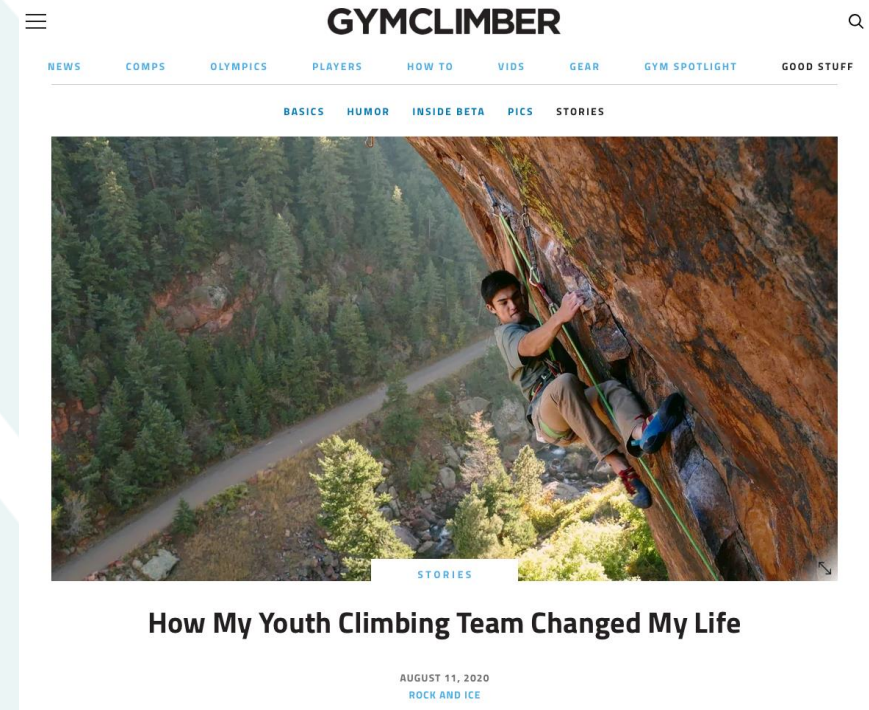 GYMCLIMBER
NEWS COMPS OLYMPICS PLAYERS HOW TO VIDS GEAR GYM SPOTLIGHT GOOD STUFF
BASICS HUMOR INSIDE BETA PICS STORIES
STORIES
How My Youth Climbing Team Changed My Life
AUGUST 11, 2020
ROCK AND ICE